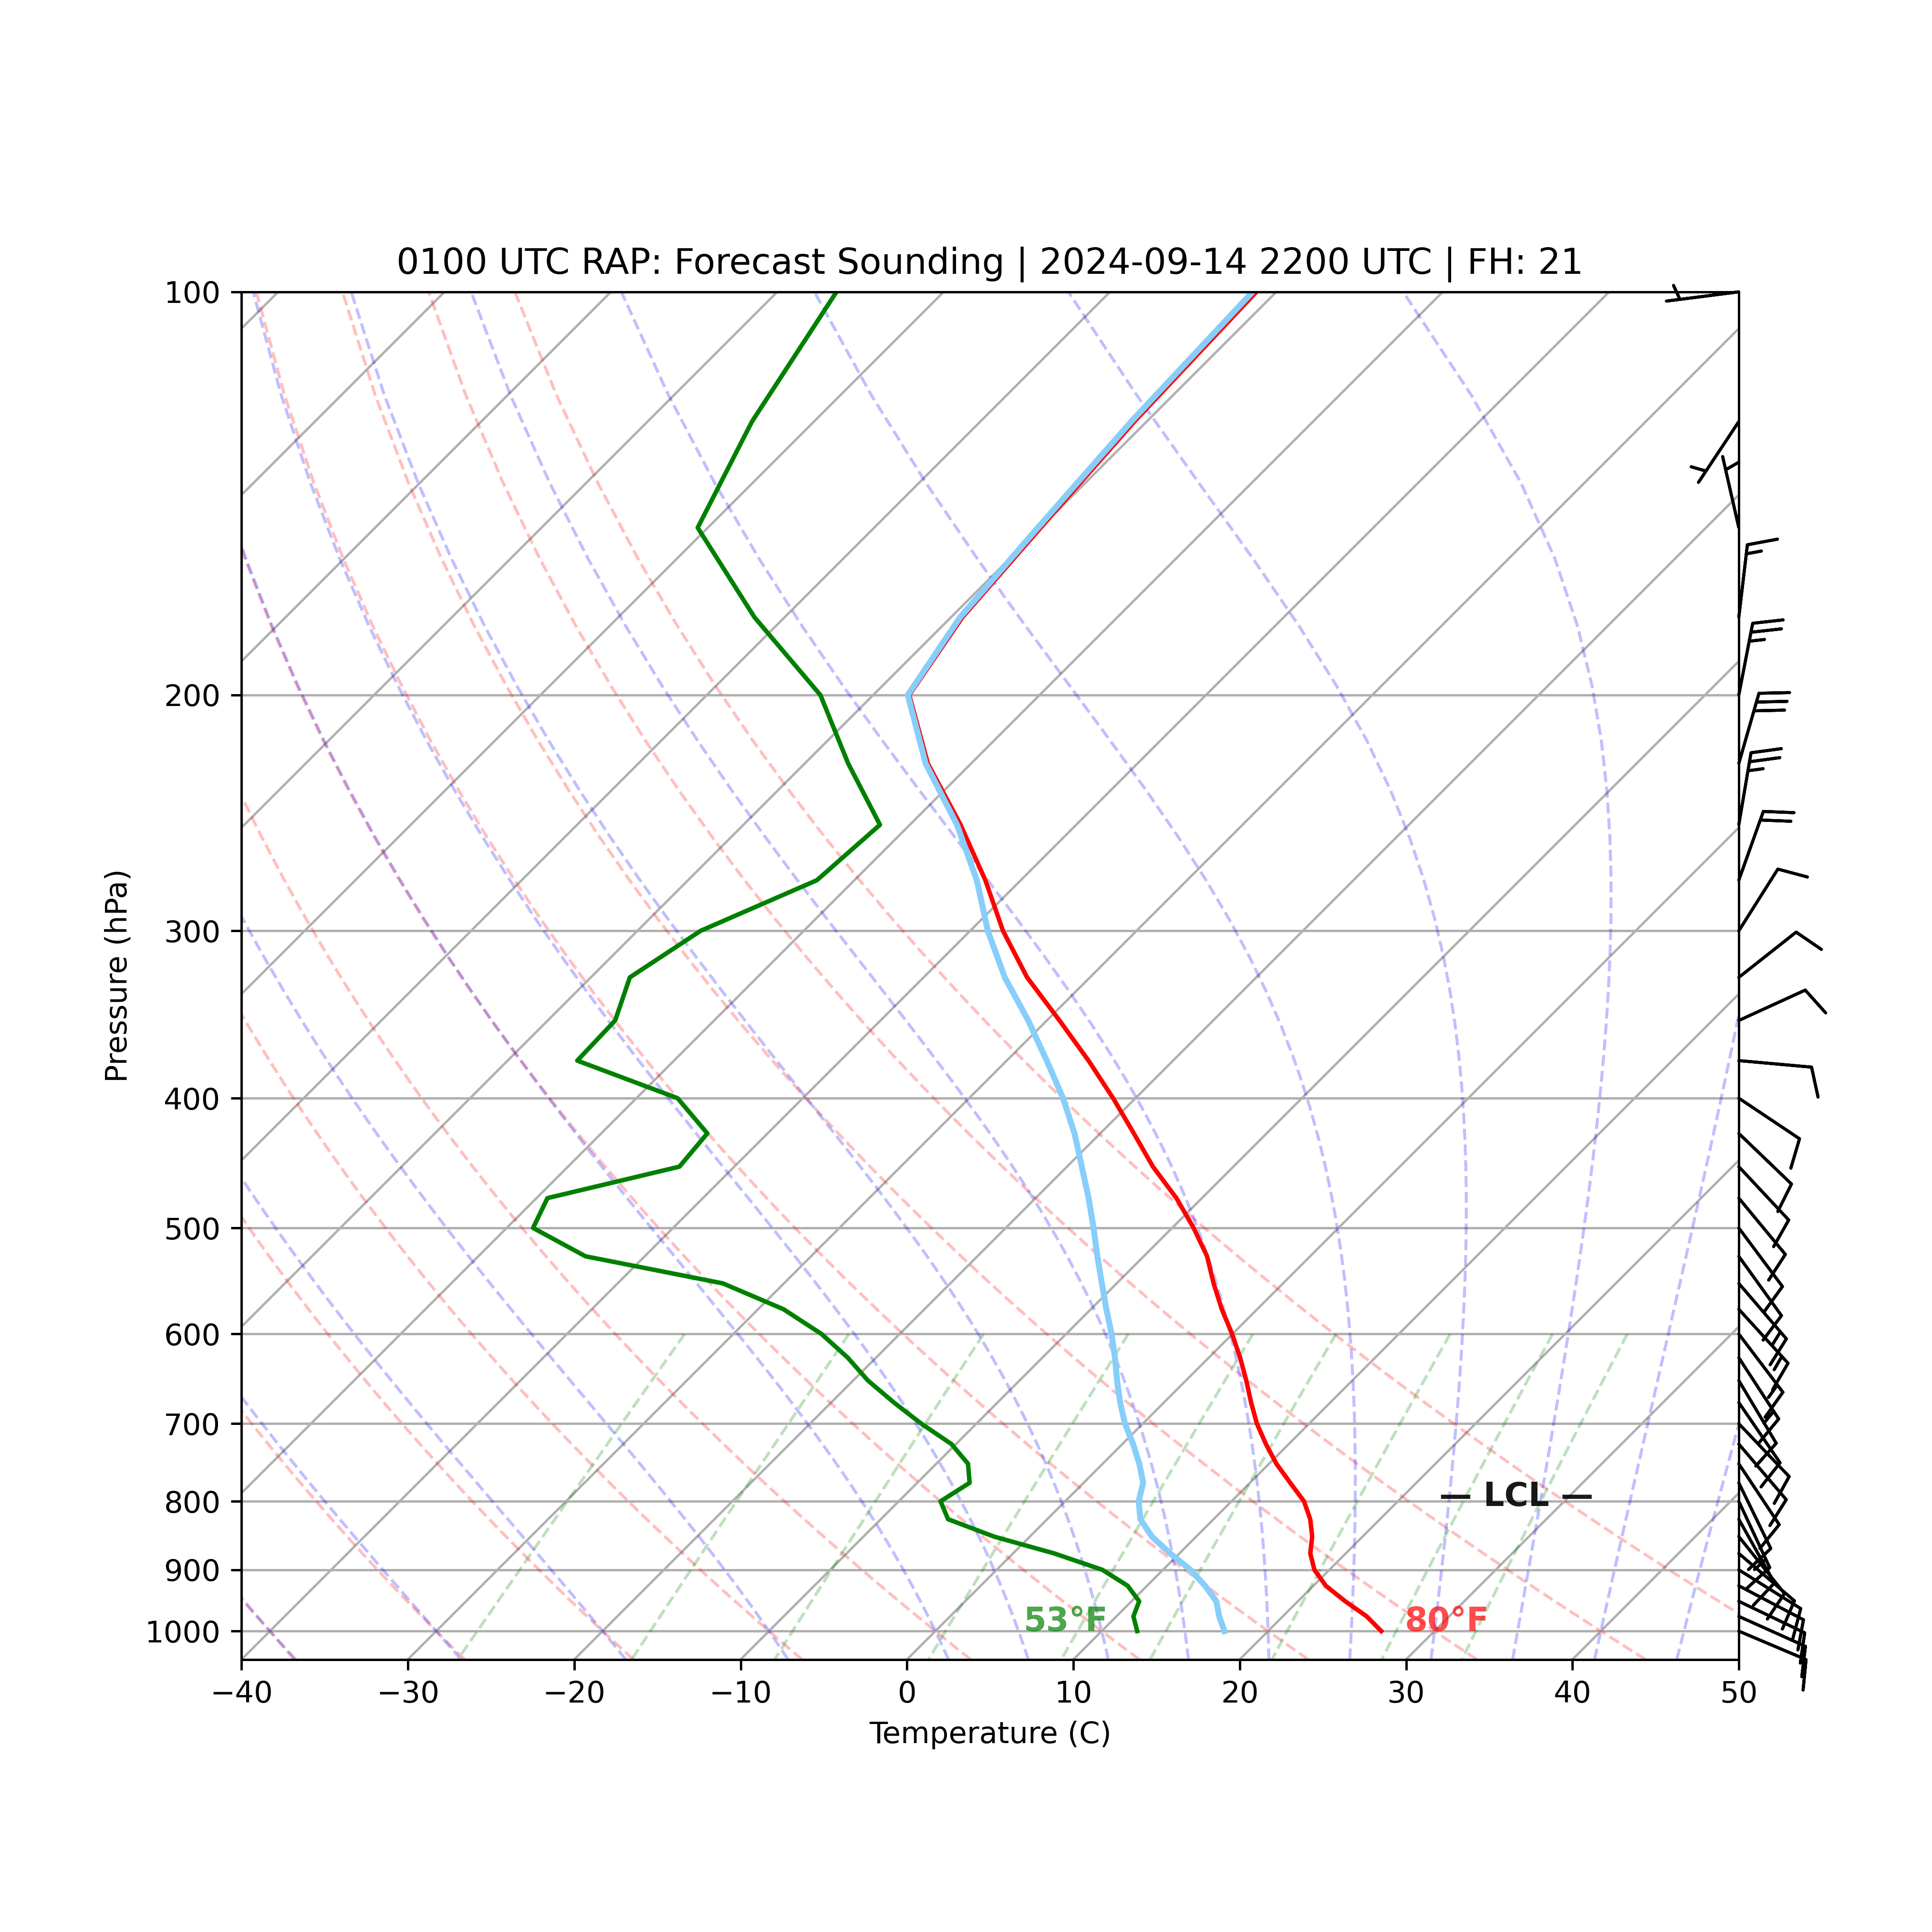 0100 UTC RAP: Forecast Sounding | 2024-09-14 2200 UTC | FH: 21
100
200
300
400
500
600
700
800
900
1000
Pressure (hPa)
— LCL —
53°F
80°F
−40 −30 −20 −10 0 10 20 30 40 50
Temperature (C)